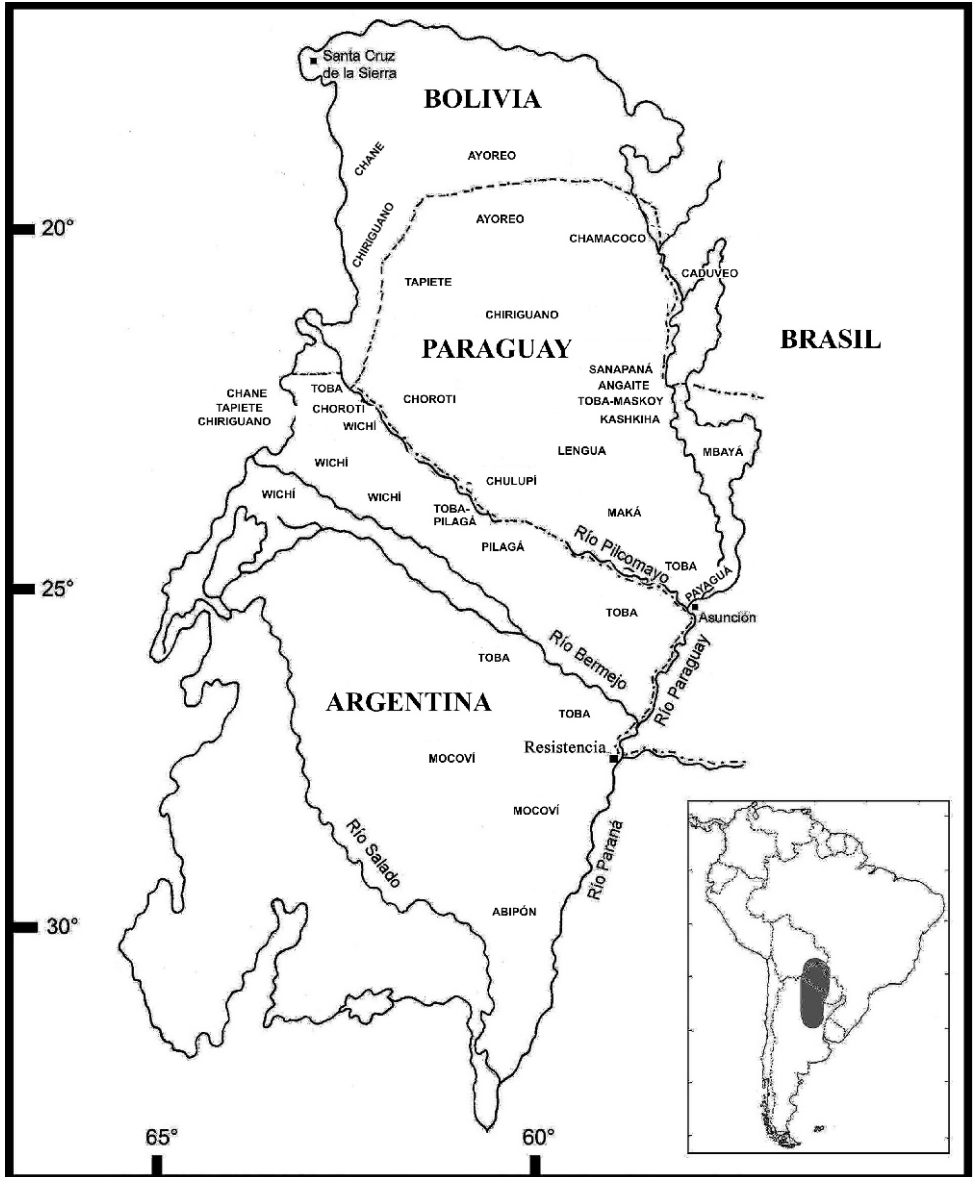 Santa Cruz
de la Sierra
BOLIVIA
CHANE
AYOREO
20°
CHIRIGUANO
AYOREO
CHAMACOCO
CADUVEO
TAPIETE
CHIRIGUANO
PARAGUAY
BRASIL
SANAPANÁ
ANGAITE
TOBA-MASKOY
KASHKIHA
CHANE
TAPIETE
CHIRIGUANO
TOBA
CHOROTI
WICHÍ
CHOROTI
LENGUA
MBAYÁ
WICHÍ
WICHÍ
WICHÍ
CHULUPÍ
TOBA-
PILAGÁ
MAKÁ
PILAGÁ
Río Pilcomayo
TOBA
25°
PAYAGUA
Asunción
TOBA
TOBA
Río Bermejo
Río Paraguay
ARGENTINA
TOBA
Resistencia
MOCOVÍ
MOCOVÍ
Río Salado
Río Paraná
ABIPÓN
30°
65°
60°